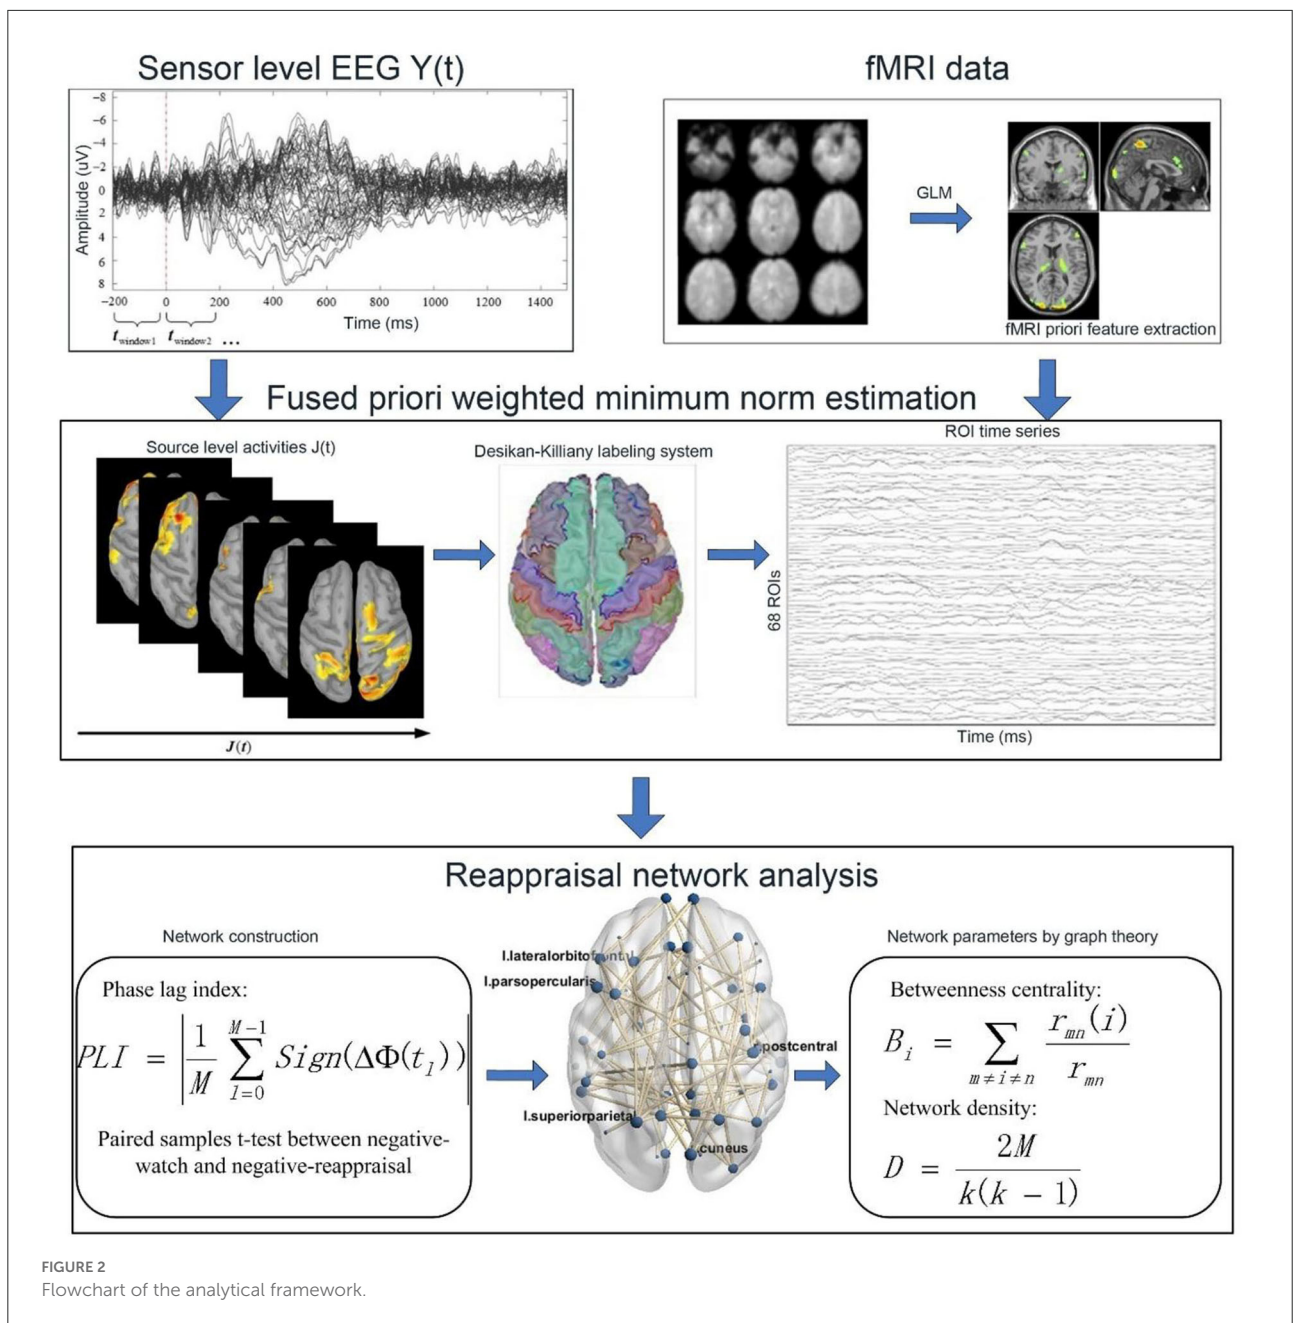 Sensor level EEG Y(t)
fMRI data
Amplitude (uV)
−8
−6
−4
−2
0
2
4
6
8
−200 0 200 400 600 800 1000 1200 1400
Time (ms)
t window1 t window2 ...
GLM
fMRI priori feature extraction
Fused priori weighted minimum norm estimation
Source level activities J(t)
Desikan-Killiany labeling system
ROI time series
68 ROIs
Time (ms)
J(t)
Reappraisal network analysis
Network construction
Phase lag index:
PLI = | 1/M ∑_{l=0}^{M−1} Sign(ΔΦ(t_l)) |
Paired samples t-test between negative-
watch and negative-reappraisal
l.lateralorbitofrontal
l.parsopercularis
r.postcentral
l.superiorparietal
cuneus
Network parameters by graph theory
Betweenness centrality:
B_i = ∑_{m≠i≠n} r_mn(i) / r_mn
Network density:
D = 2M / k(k − 1)
FIGURE 2
Flowchart of the analytical framework.